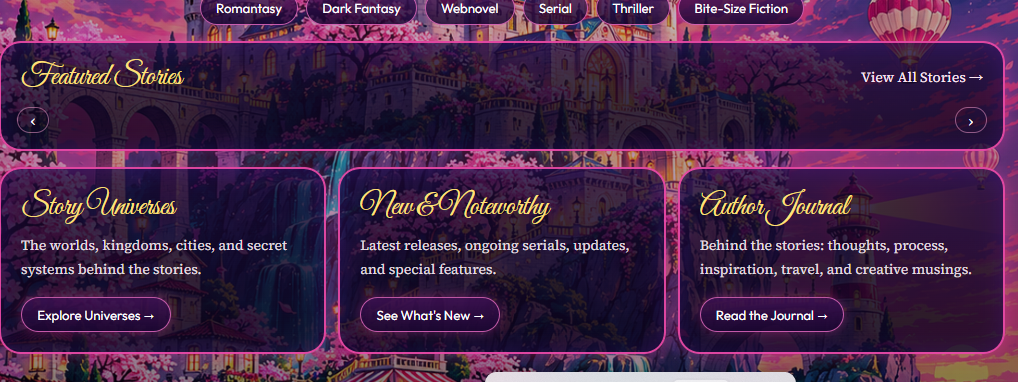 Romantasy
Dark Fantasy
Webnovel
Serial
Thriller
Bite-Size Fiction
Featured Stories
View All Stories →
‹
›
Story Universes
The worlds, kingdoms, cities, and secret
systems behind the stories.
Explore Universes →
New & Noteworthy
Latest releases, ongoing serials, updates,
and special features.
See What's New →
Author Journal
Behind the stories: thoughts, process,
inspiration, travel, and creative musings.
Read the Journal →